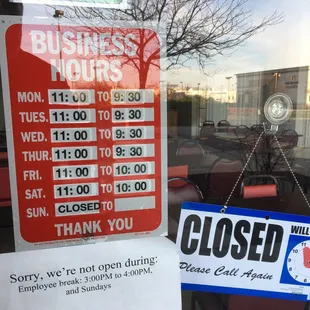 BUSINESS
HOURS
MON. 11:00 TO 9:30
TUES. 11:00 TO 9:30
WED. 11:00 TO 9:30
THUR. 11:00 TO 9:30
FRI. 11:00 TO 10:00
SAT. 11:00 TO 10:00
SUN. CLOSED TO
THANK YOU
Sorry, we're not open during:
Employee break: 3:00PM to 4:00PM,
and Sundays
CLOSED
Please Call Again
WILL